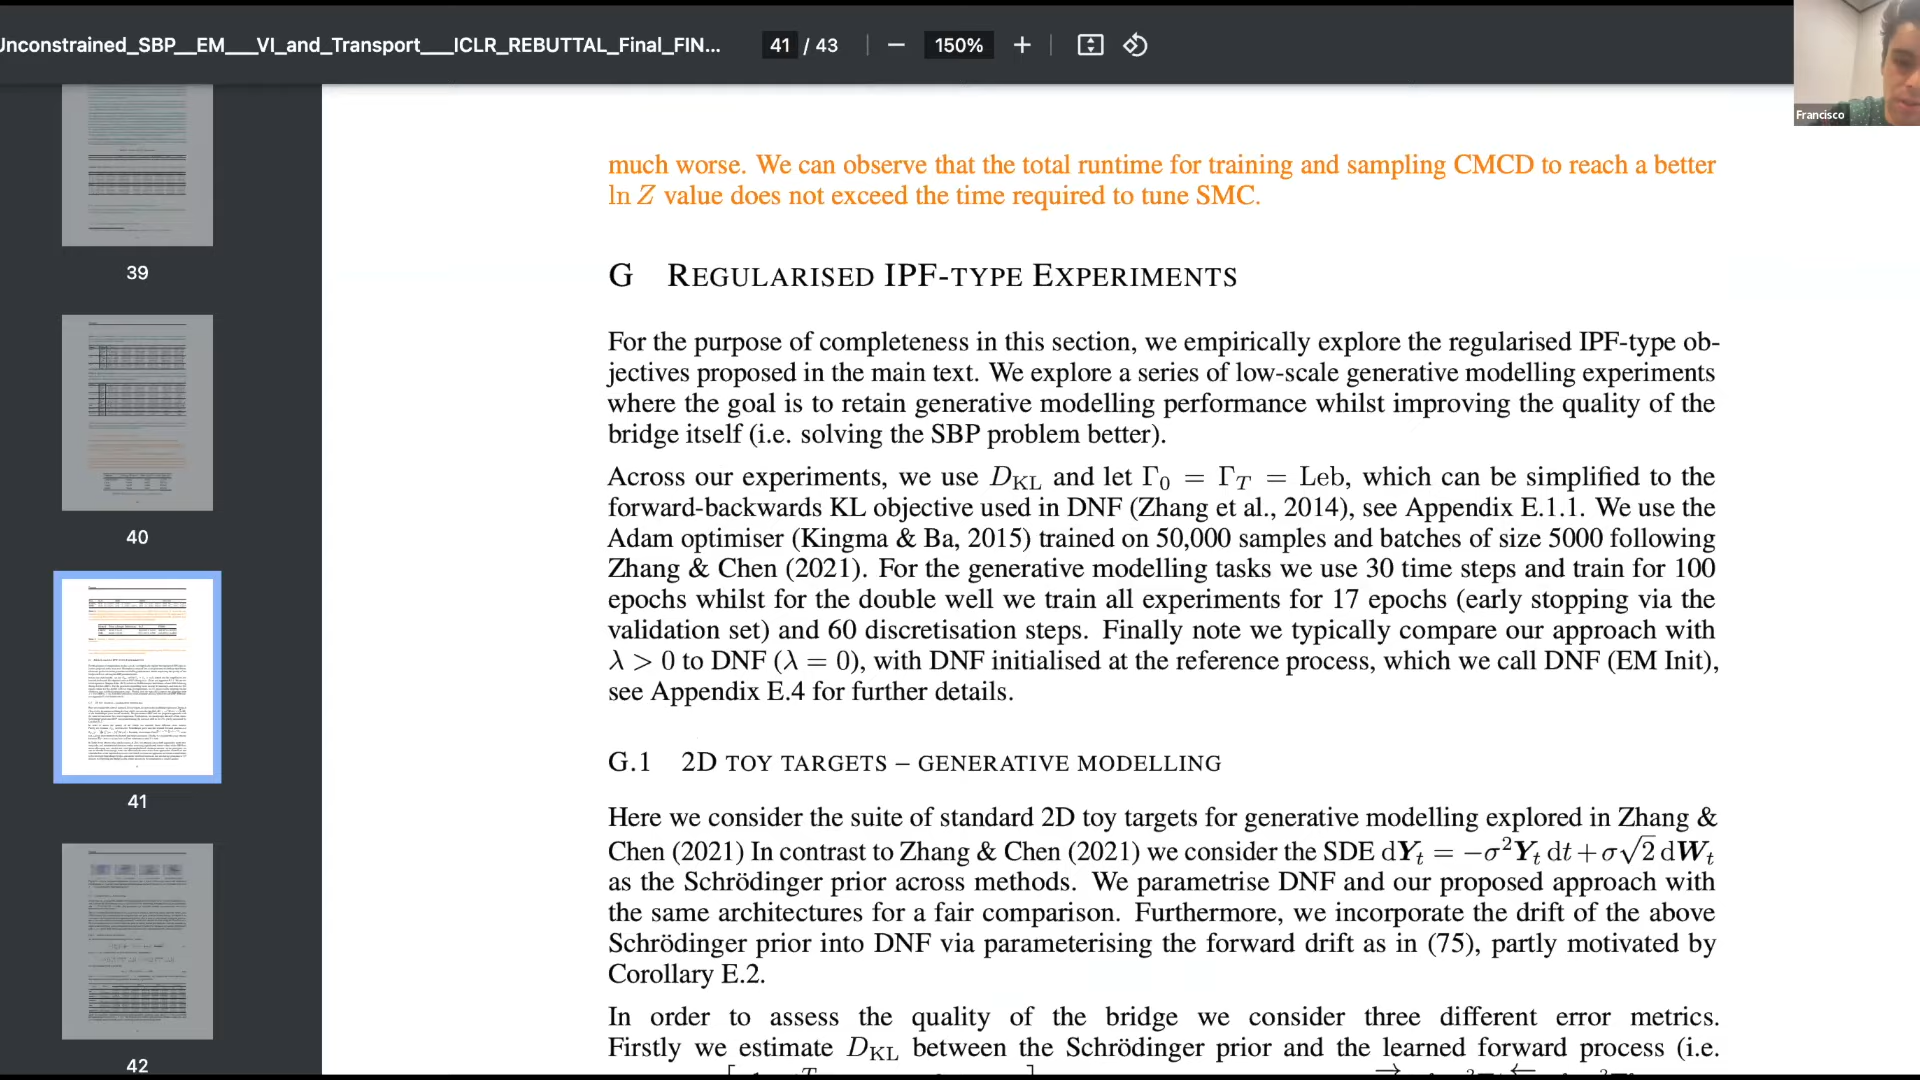 Unconstrained_SBP__EM___VI_and_Transport___ICLR_REBUTTAL_Final_FIN...
41 / 43
150%
Francisco
39
40
41
42
much worse. We can observe that the total runtime for training and sampling CMCD to reach a better
ln Z value does not exceed the time required to tune SMC.
G REGULARISED IPF-TYPE EXPERIMENTS
For the purpose of completeness in this section, we empirically explore the regularised IPF-type ob-
jectives proposed in the main text. We explore a series of low-scale generative modelling experiments
where the goal is to retain generative modelling performance whilst improving the quality of the
bridge itself (i.e. solving the SBP problem better).
Across our experiments, we use D_KL and let Γ_0 = Γ_T = Leb, which can be simplified to the
forward-backwards KL objective used in DNF (Zhang et al., 2014), see Appendix E.1.1. We use the
Adam optimiser (Kingma & Ba, 2015) trained on 50,000 samples and batches of size 5000 following
Zhang & Chen (2021). For the generative modelling tasks we use 30 time steps and train for 100
epochs whilst for the double well we train all experiments for 17 epochs (early stopping via the
validation set) and 60 discretisation steps. Finally note we typically compare our approach with
λ > 0 to DNF (λ = 0), with DNF initialised at the reference process, which we call DNF (EM Init),
see Appendix E.4 for further details.
G.1 2D TOY TARGETS – GENERATIVE MODELLING
Here we consider the suite of standard 2D toy targets for generative modelling explored in Zhang &
Chen (2021) In contrast to Zhang & Chen (2021) we consider the SDE dY_t = −σ²Y_t dt + σ√2 dW_t
as the Schrödinger prior across methods. We parametrise DNF and our proposed approach with
the same architectures for a fair comparison. Furthermore, we incorporate the drift of the above
Schrödinger prior into DNF via parameterising the forward drift as in (75), partly motivated by
Corollary E.2.
In order to assess the quality of the bridge we consider three different error metrics.
Firstly we estimate D_KL between the Schrödinger prior and the learned forward process (i.e.